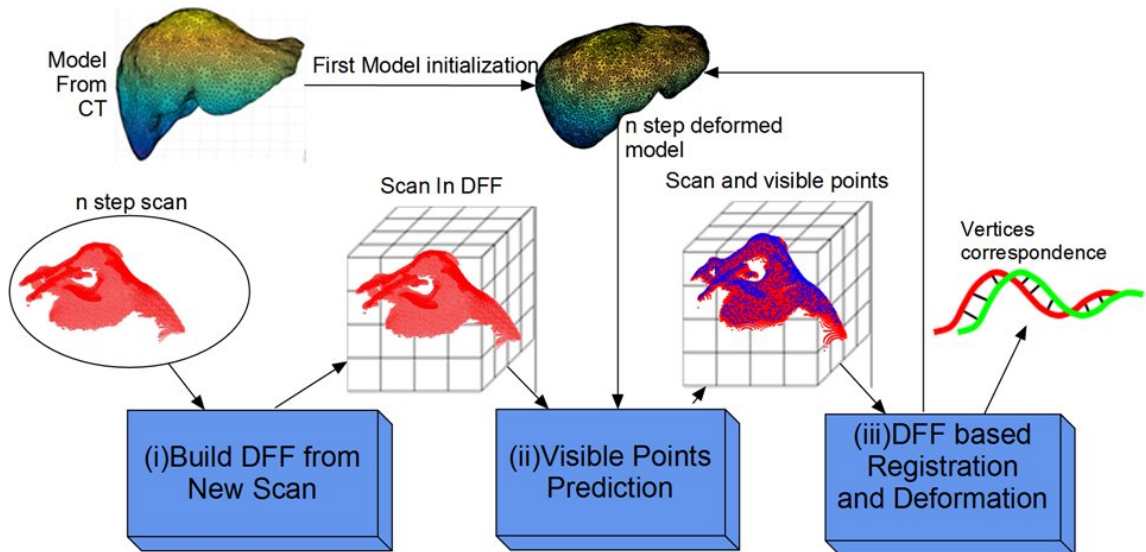 Model
From
CT
First Model initialization
n step deformed
model
n step scan
Scan In DFF
Scan and visible points
Vertices
correspondence
(i)Build DFF from
New Scan
(ii)Visible Points
Prediction
(iii)DFF based
Registration
and Deformation